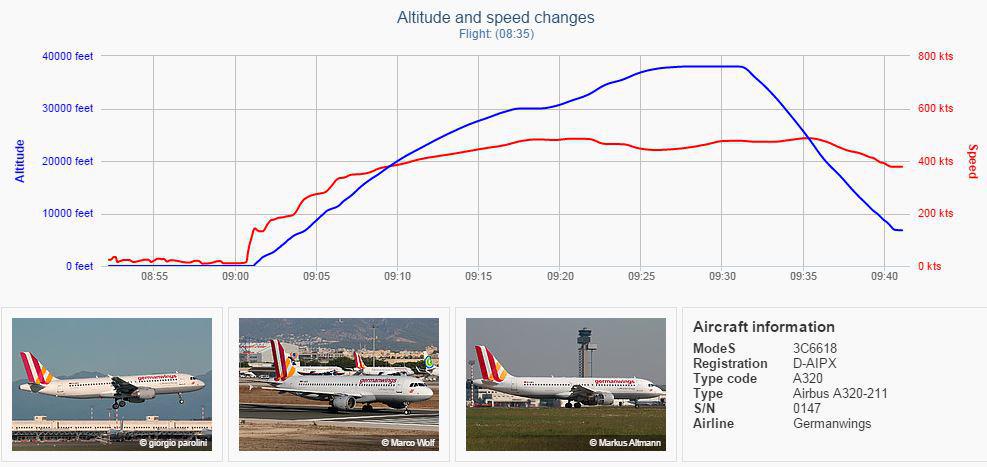 Altitude and speed changes
Flight: (08:35)
40000 feet
800 kts
30000 feet
600 kts
20000 feet
400 kts
10000 feet
200 kts
0 feet
0 kts
Altitude
Speed
08:55 09:00 09:05 09:10 09:15 09:20 09:25 09:30 09:35 09:40
germanwings
© giorgio parolini
germanwings
© Marco Wolf
germanwings
© Markus Altmann
Aircraft information
ModeS 3C6618
Registration D-AIPX
Type code A320
Type Airbus A320-211
S/N 0147
Airline Germanwings